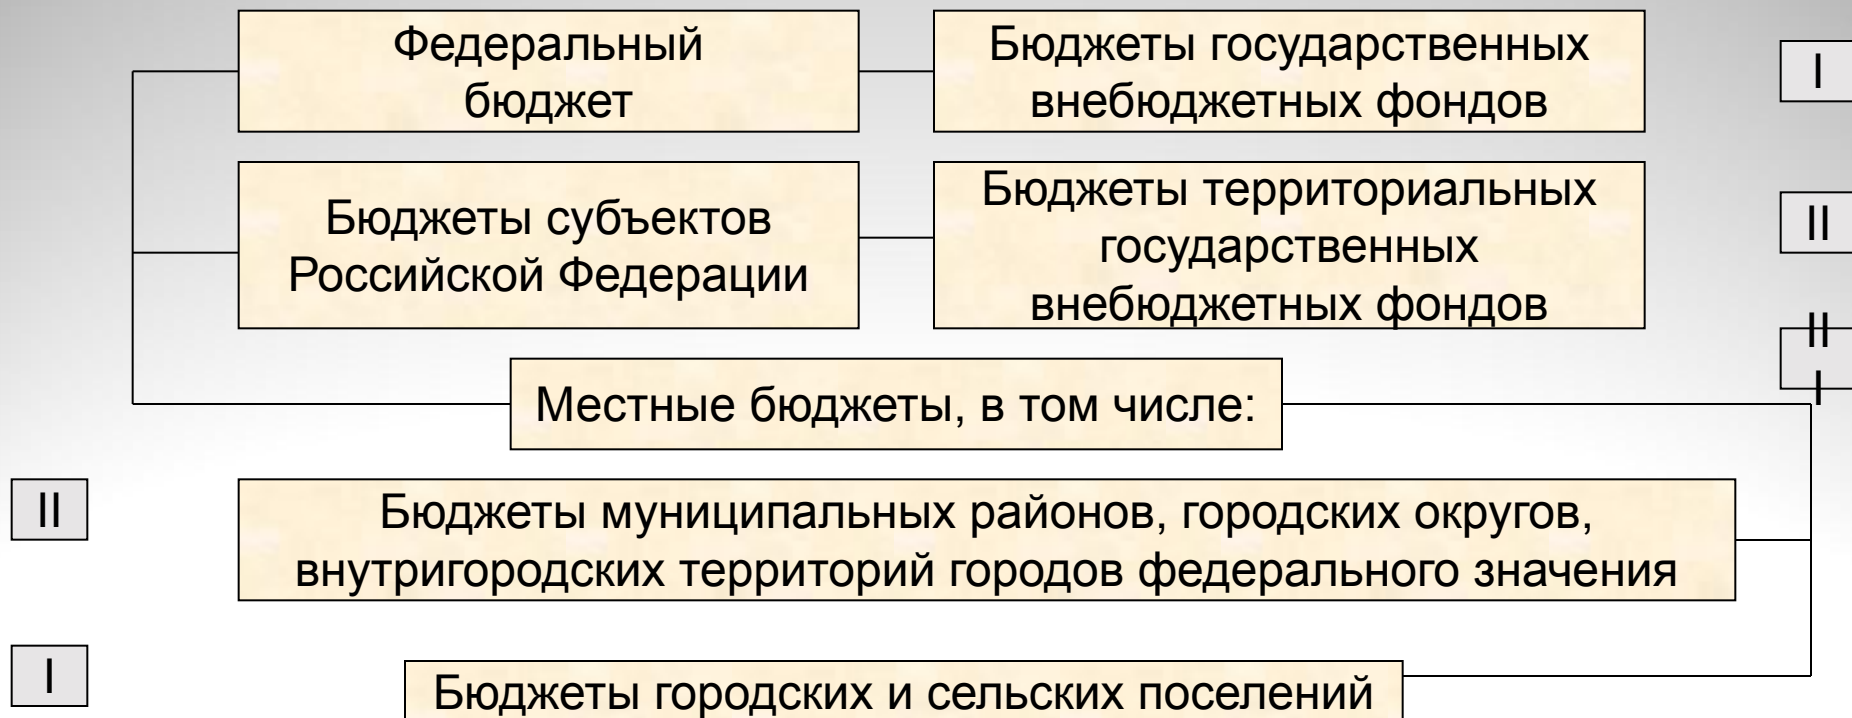 Федеральный
бюджет
Бюджеты государственных
внебюджетных фондов
I
Бюджеты субъектов
Российской Федерации
Бюджеты территориальных
государственных
внебюджетных фондов
II
II
I
Местные бюджеты, в том числе:
II
Бюджеты муниципальных районов, городских округов,
внутригородских территорий городов федерального значения
I
Бюджеты городских и сельских поселений